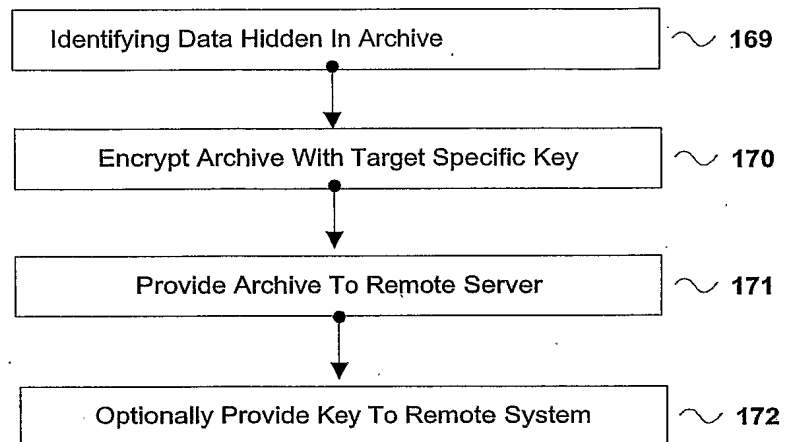 Identifying Data Hidden In Archive 169
Encrypt Archive With Target Specific Key 170
Provide Archive To Remote Server 171
Optionally Provide Key To Remote System 172